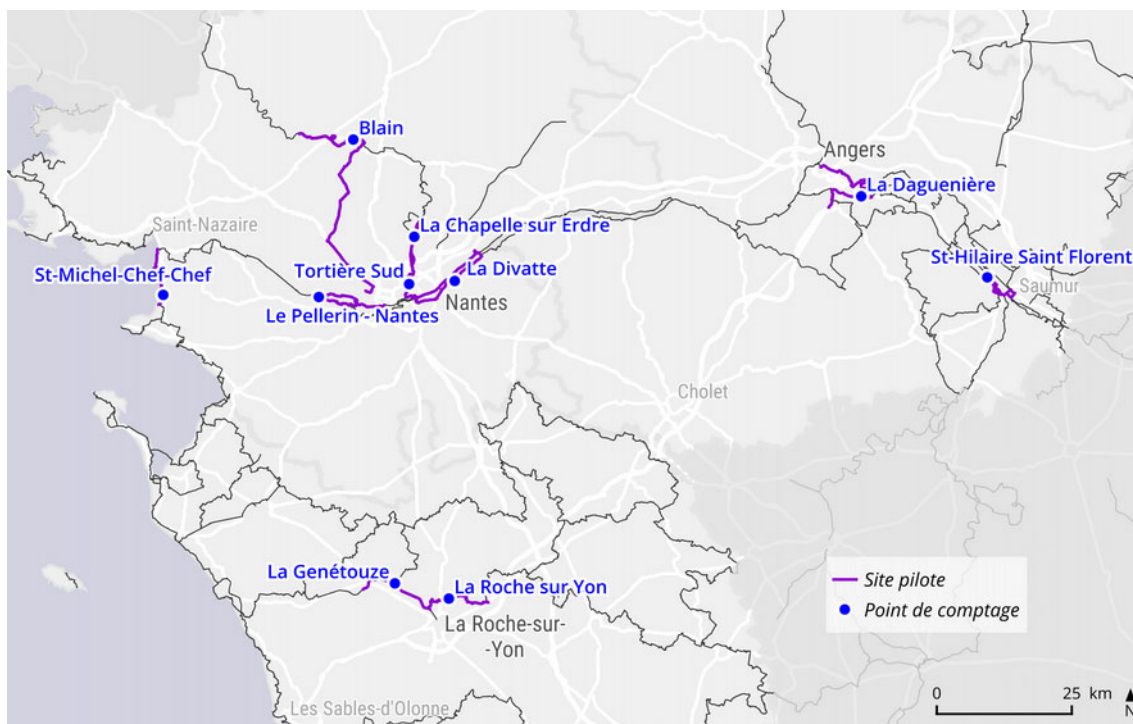 Blain
Angers
La Daguenière
La Chapelle sur Erdre
Saint-Nazaire
St-Hilaire Saint Florent
St-Michel-Chef-Chef
Tortière Sud
La Divatte
Saumur
Nantes
Le Pellerin - Nantes
Cholet
La Genétouze
La Roche sur Yon
La Roche-sur-
-Yon
Les Sables-d'Olonne
Site pilote
Point de comptage
0 25 km
N